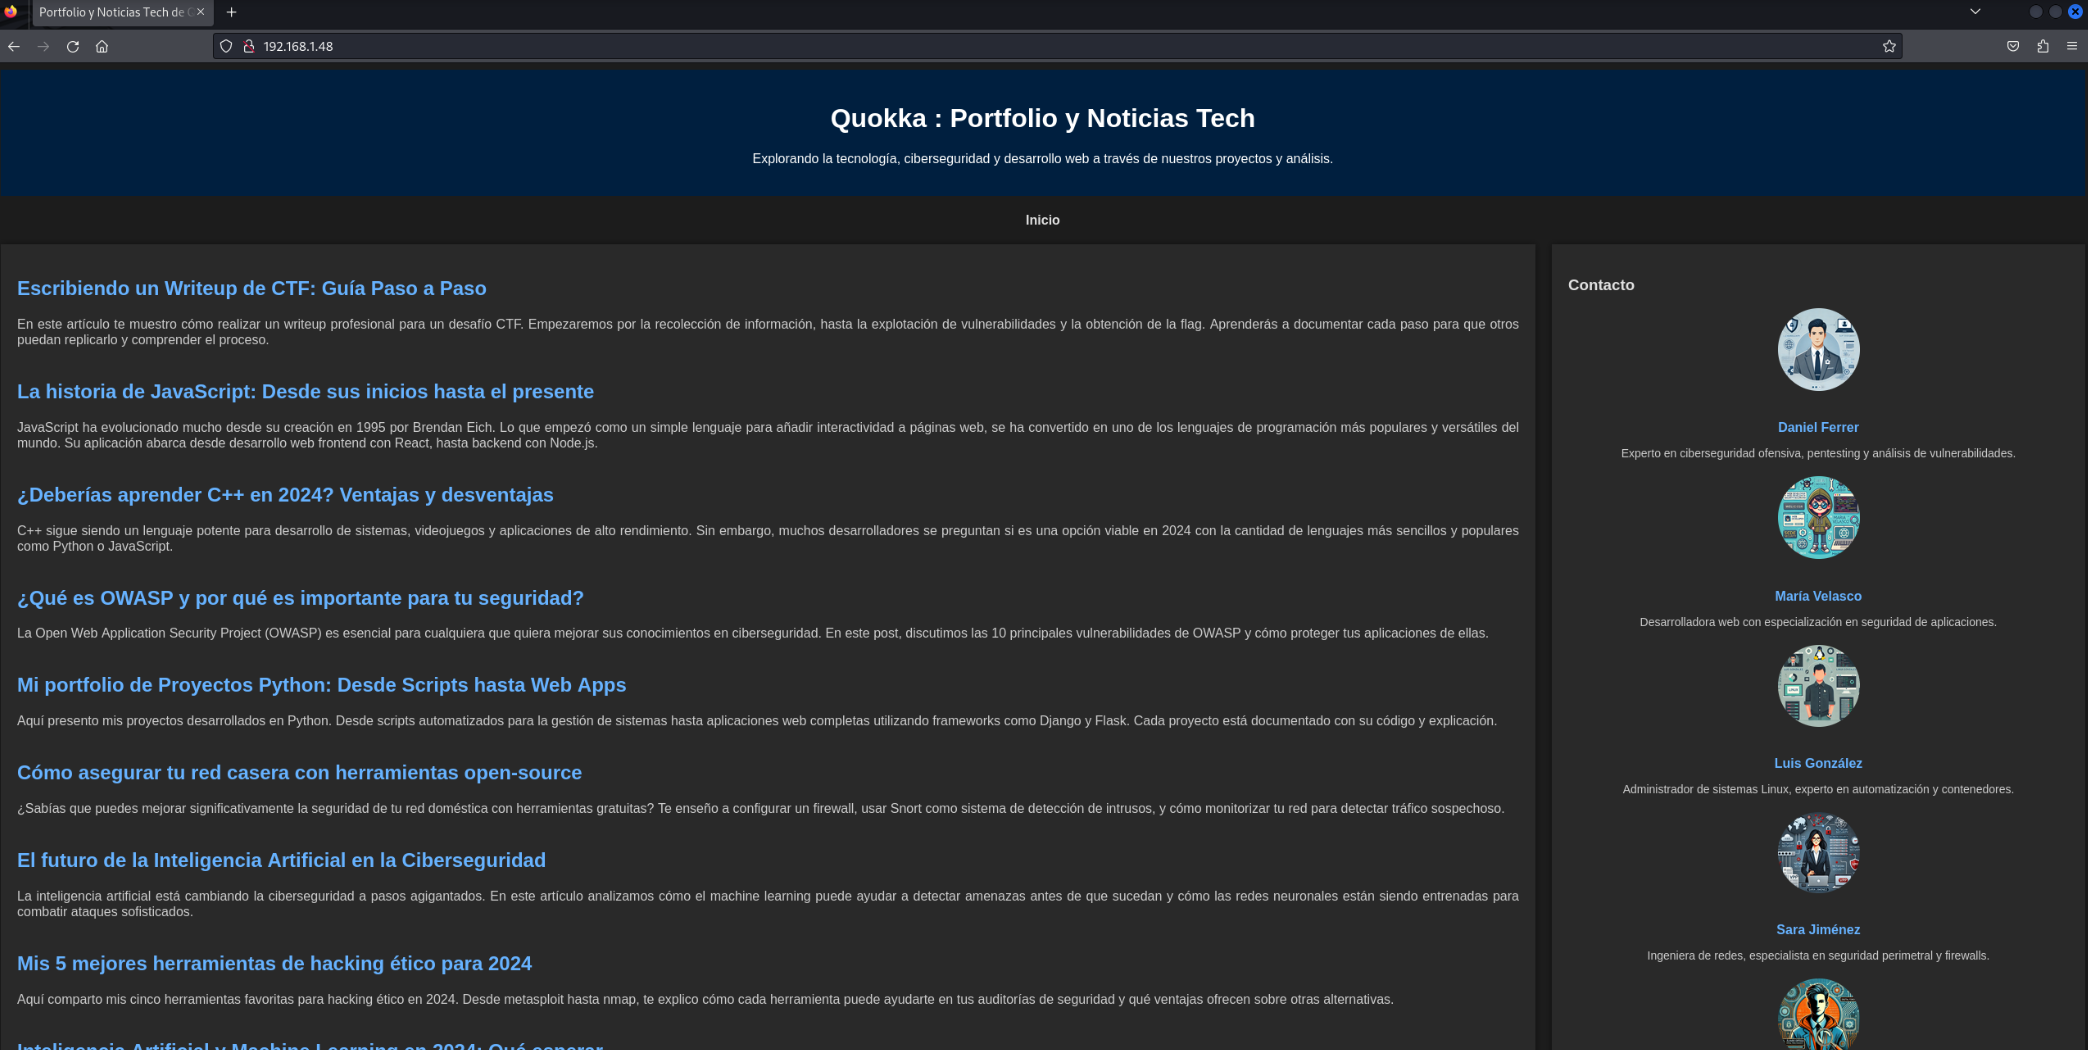 Portfolio y Noticias Tech de
192.168.1.48
Quokka : Portfolio y Noticias Tech
Explorando la tecnología, ciberseguridad y desarrollo web a través de nuestros proyectos y análisis.
Inicio
Escribiendo un Writeup de CTF: Guía Paso a Paso
En este artículo te muestro cómo realizar un writeup profesional para un desafío CTF. Empezaremos por la recolección de información, hasta la explotación de vulnerabilidades y la obtención de la flag. Aprenderás a documentar cada paso para que otros
puedan replicarlo y comprender el proceso.
La historia de JavaScript: Desde sus inicios hasta el presente
JavaScript ha evolucionado mucho desde su creación en 1995 por Brendan Eich. Lo que empezó como un simple lenguaje para añadir interactividad a páginas web, se ha convertido en uno de los lenguajes de programación más populares y versátiles del
mundo. Su aplicación abarca desde desarrollo web frontend con React, hasta backend con Node.js.
¿Deberías aprender C++ en 2024? Ventajas y desventajas
C++ sigue siendo un lenguaje potente para desarrollo de sistemas, videojuegos y aplicaciones de alto rendimiento. Sin embargo, muchos desarrolladores se preguntan si es una opción viable en 2024 con la cantidad de lenguajes más sencillos y populares
como Python o JavaScript.
¿Qué es OWASP y por qué es importante para tu seguridad?
La Open Web Application Security Project (OWASP) es esencial para cualquiera que quiera mejorar sus conocimientos en ciberseguridad. En este post, discutimos las 10 principales vulnerabilidades de OWASP y cómo proteger tus aplicaciones de ellas.
Mi portfolio de Proyectos Python: Desde Scripts hasta Web Apps
Aquí presento mis proyectos desarrollados en Python. Desde scripts automatizados para la gestión de sistemas hasta aplicaciones web completas utilizando frameworks como Django y Flask. Cada proyecto está documentado con su código y explicación.
Cómo asegurar tu red casera con herramientas open-source
¿Sabías que puedes mejorar significativamente la seguridad de tu red doméstica con herramientas gratuitas? Te enseño a configurar un firewall, usar Snort como sistema de detección de intrusos, y cómo monitorizar tu red para detectar tráfico sospechoso.
El futuro de la Inteligencia Artificial en la Ciberseguridad
La inteligencia artificial está cambiando la ciberseguridad a pasos agigantados. En este artículo analizamos cómo el machine learning puede ayudar a detectar amenazas antes de que sucedan y cómo las redes neuronales están siendo entrenadas para
combatir ataques sofisticados.
Mis 5 mejores herramientas de hacking ético para 2024
Aquí comparto mis cinco herramientas favoritas para hacking ético en 2024. Desde metasploit hasta nmap, te explico cómo cada herramienta puede ayudarte en tus auditorías de seguridad y qué ventajas ofrecen sobre otras alternativas.
Inteligencia Artificial y Machine Learning en 2024: Qué esperar
Contacto
Daniel Ferrer
Experto en ciberseguridad ofensiva, pentesting y análisis de vulnerabilidades.
María Velasco
Desarrolladora web con especialización en seguridad de aplicaciones.
Luis González
Administrador de sistemas Linux, experto en automatización y contenedores.
Sara Jiménez
Ingeniera de redes, especialista en seguridad perimetral y firewalls.